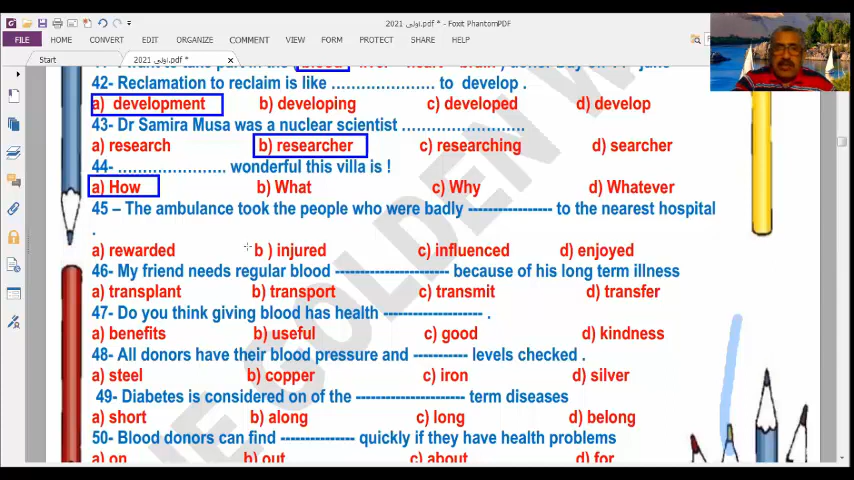 اولى 2021.pdf * - Foxit PhantomPDF
FILE HOME CONVERT EDIT ORGANIZE COMMENT VIEW FORM PROTECT SHARE HELP
Start اولى 2021.pdf *
42- Reclamation to reclaim is like ..................... to develop .
a) development b) developing c) developed d) develop
43- Dr Samira Musa was a nuclear scientist ........................
a) research b) researcher c) researching d) searcher
44- ...................... wonderful this villa is !
a) How b) What c) Why d) Whatever
45 – The ambulance took the people who were badly ---------------- to the nearest hospital
.
a) rewarded b ) injured c) influenced d) enjoyed
46- My friend needs regular blood --------------------- because of his long term illness
a) transplant b) transport c) transmit d) transfer
47- Do you think giving blood has health ------------------- .
a) benefits b) useful c) good d) kindness
48- All donors have their blood pressure and ---------- levels checked .
a) steel b) copper c) iron d) silver
49- Diabetes is considered on of the -------------------- term diseases
a) short b) along c) long d) belong
50- Blood donors can find -------------- quickly if they have health problems
a) on b) out c) about d) for